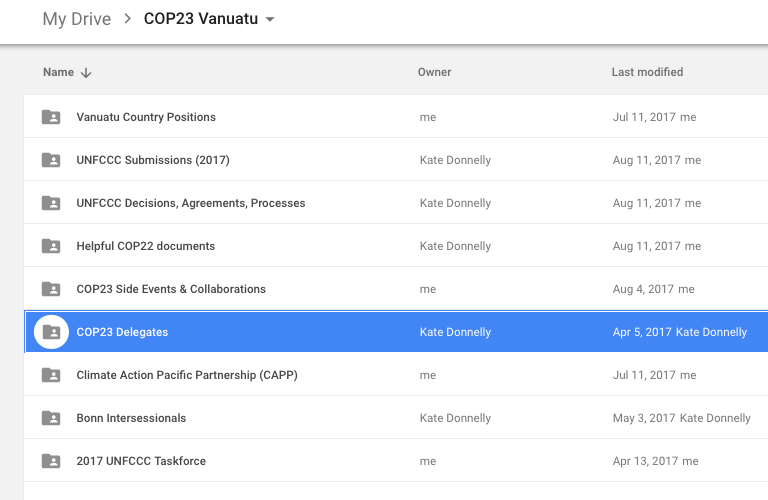 My Drive > COP23 Vanuatu
Name Owner Last modified
Vanuatu Country Positions me Jul 11, 2017 me
UNFCCC Submissions (2017) Kate Donnelly Aug 11, 2017 me
UNFCCC Decisions, Agreements, Processes Kate Donnelly Aug 11, 2017 me
Helpful COP22 documents Kate Donnelly Aug 11, 2017 me
COP23 Side Events & Collaborations me Aug 4, 2017 me
COP23 Delegates Kate Donnelly Apr 5, 2017 Kate Donnelly
Climate Action Pacific Partnership (CAPP) me Jul 11, 2017 me
Bonn Intersessionals Kate Donnelly May 3, 2017 Kate Donnelly
2017 UNFCCC Taskforce me Apr 13, 2017 me